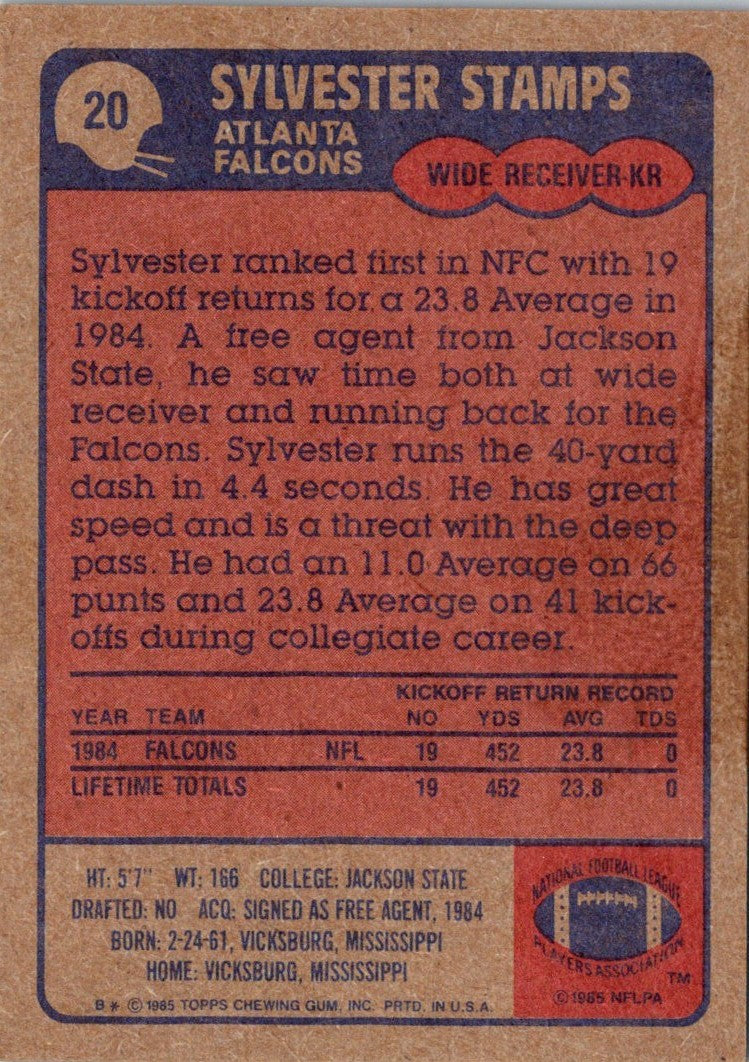 20
SYLVESTER STAMPS
ATLANTA
FALCONS
WIDE RECEIVER-KR
Sylvester ranked first in NFC with 19
kickoff returns for a 23.8 Average in
1984. A free agent from Jackson
State, he saw time both at wide
receiver and running back for the
Falcons. Sylvester runs the 40-yard
dash in 4.4 seconds. He has great
speed and is a threat with the deep
pass. He had an 11.0 Average on 66
punts and 23.8 Average on 41 kick-
offs during collegiate career.
KICKOFF RETURN RECORD
YEAR TEAM NO YDS AVG TDS
1984 FALCONS NFL 19 452 23.8 0
LIFETIME TOTALS 19 452 23.8 0
HT: 5'7" WT: 166 COLLEGE: JACKSON STATE
DRAFTED: NO ACQ: SIGNED AS FREE AGENT, 1984
BORN: 2-24-61, VICKSBURG, MISSISSIPPI
HOME: VICKSBURG, MISSISSIPPI
B* © 1985 TOPPS CHEWING GUM, INC. PRTD. IN U.S.A.
NATIONAL FOOTBALL LEAGUE
PLAYERS ASSOCIATION
TM
© 1985 NFLPA